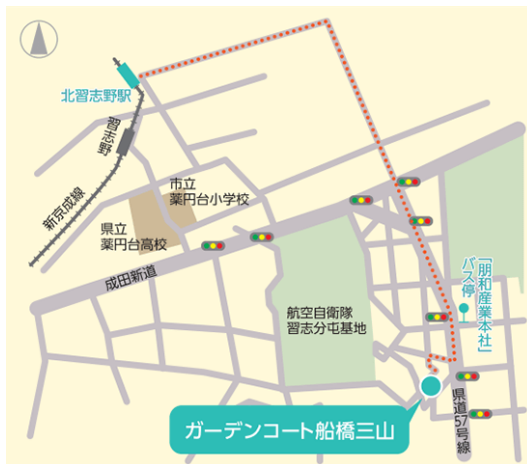 北習志野駅
習志野
新京成線
市立
薬円台小学校
県立
薬円台高校
成田新道
航空自衛隊
習志分屯基地
「朋和産業本社」
バス停
県道57号線
ガーデンコート船橋三山